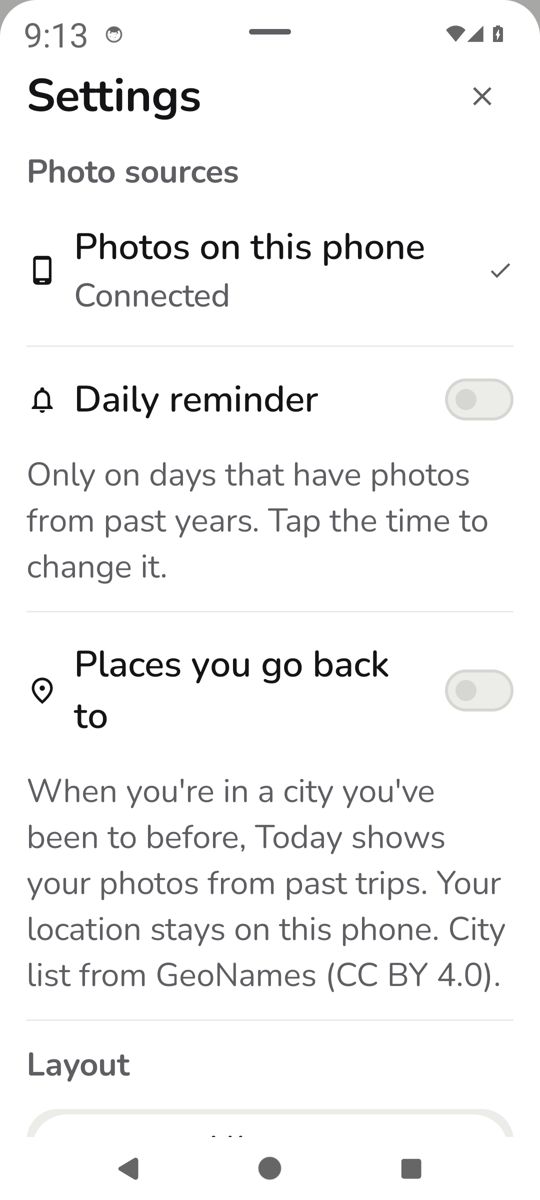 9:13
Settings
Photo sources
Photos on this phone
Connected
Daily reminder
Only on days that have photos
from past years. Tap the time to
change it.
Places you go back
to
When you're in a city you've
been to before, Today shows
your photos from past trips. Your
location stays on this phone. City
list from GeoNames (CC BY 4.0).
Layout